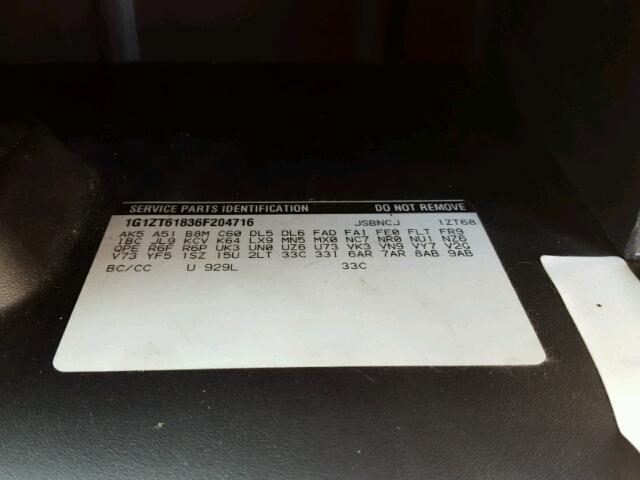 SERVICE PARTS IDENTIFICATION DO NOT REMOVE
1G1ZT61836F204716 JSBNCJ 1ZT68
AK5 A51 B8M C60 DL5 DL6 FAD FA1 FE0 FLT FR9
1BC JL9 KCV K64 LX9 MN5 MX0 NC7 NR0 NU1 NZ6
QPE R6F R6P UK3 UN0 UZ6 U73 VK3 VN9 VY7 V2G
V73 YF5 1SZ 15U 2LT 33C 33I 6AR 7AR 8AB 9AB
BC/CC U 929L 33C